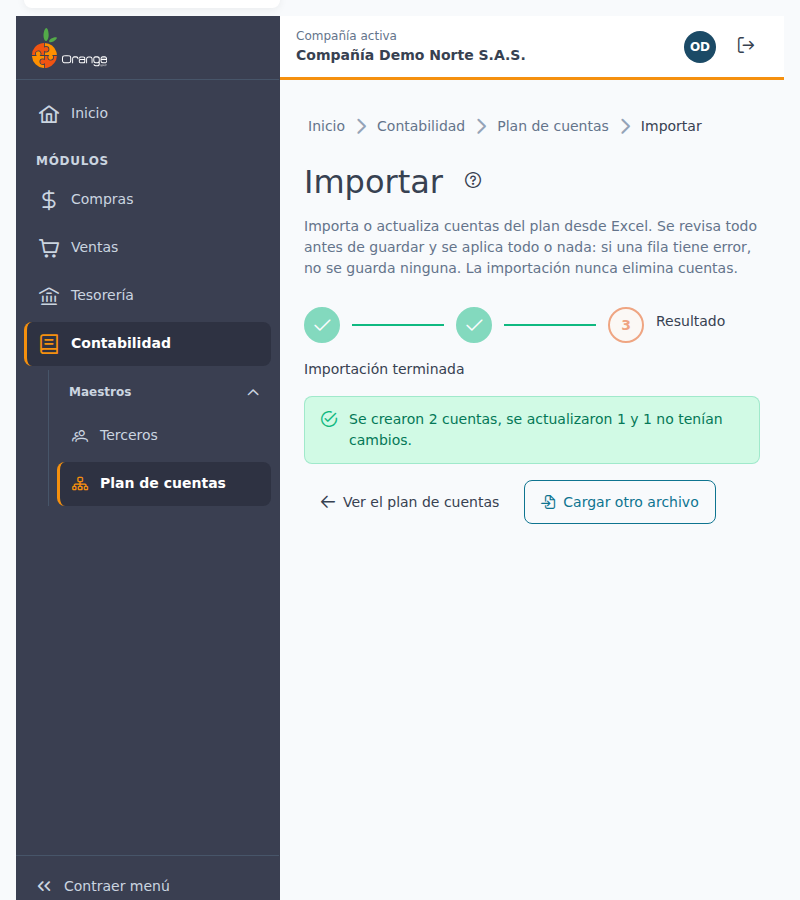 Orange
Inicio
MÓDULOS
Compras
Ventas
Tesorería
Contabilidad
Maestros
Terceros
Plan de cuentas
Contraer menú
Compañía activa
Compañía Demo Norte S.A.S.
OD
Inicio Contabilidad Plan de cuentas Importar
Importar
Importa o actualiza cuentas del plan desde Excel. Se revisa todo
antes de guardar y se aplica todo o nada: si una fila tiene error,
no se guarda ninguna. La importación nunca elimina cuentas.
3 Resultado
Importación terminada
Se crearon 2 cuentas, se actualizaron 1 y 1 no tenían
cambios.
Ver el plan de cuentas Cargar otro archivo